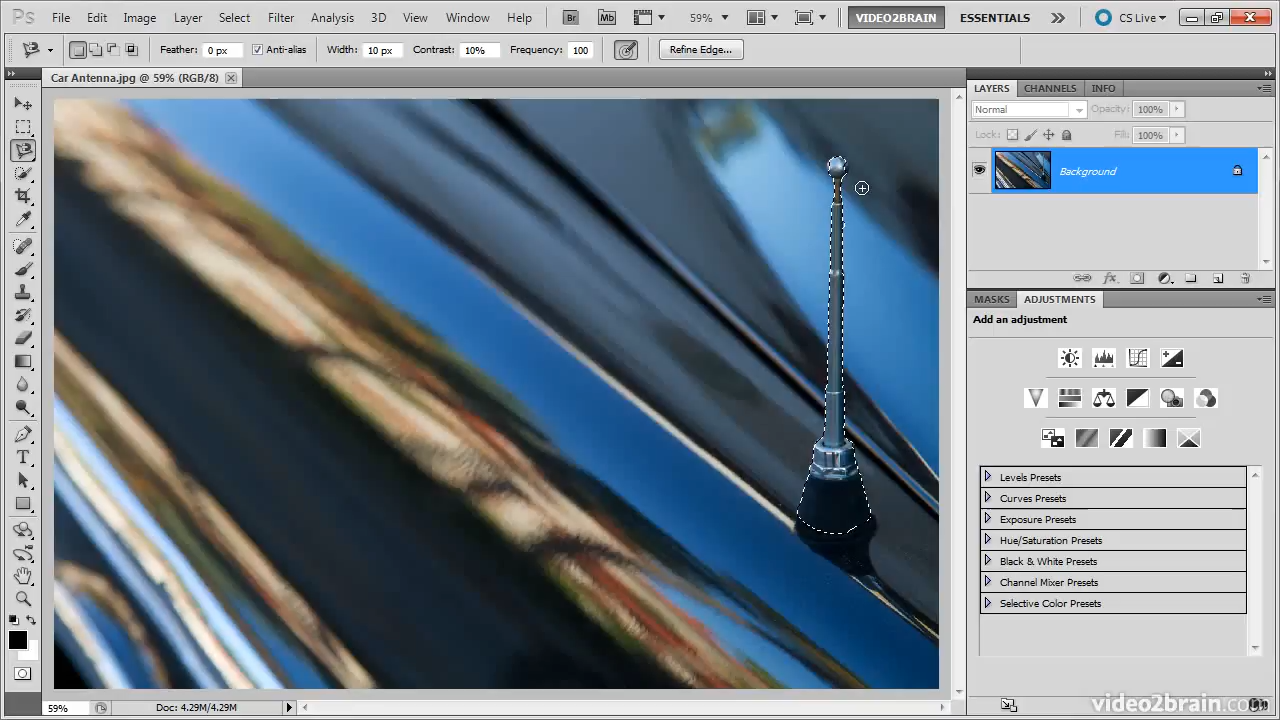 Ps File Edit Image Layer Select Filter Analysis 3D View Window Help Br Mb 59% VIDEO2BRAIN ESSENTIALS CS Live
Feather: 0 px Anti-alias Width: 10 px Contrast: 10% Frequency: 100 Refine Edge...
Car Antenna.jpg @ 59% (RGB/8)
LAYERS CHANNELS INFO
Normal Opacity: 100%
Lock: Fill: 100%
Background
fx
MASKS ADJUSTMENTS
Add an adjustment
Levels Presets
Curves Presets
Exposure Presets
Hue/Saturation Presets
Black & White Presets
Channel Mixer Presets
Selective Color Presets
T
59% Doc: 4.29M/4.29M
video2brain.co